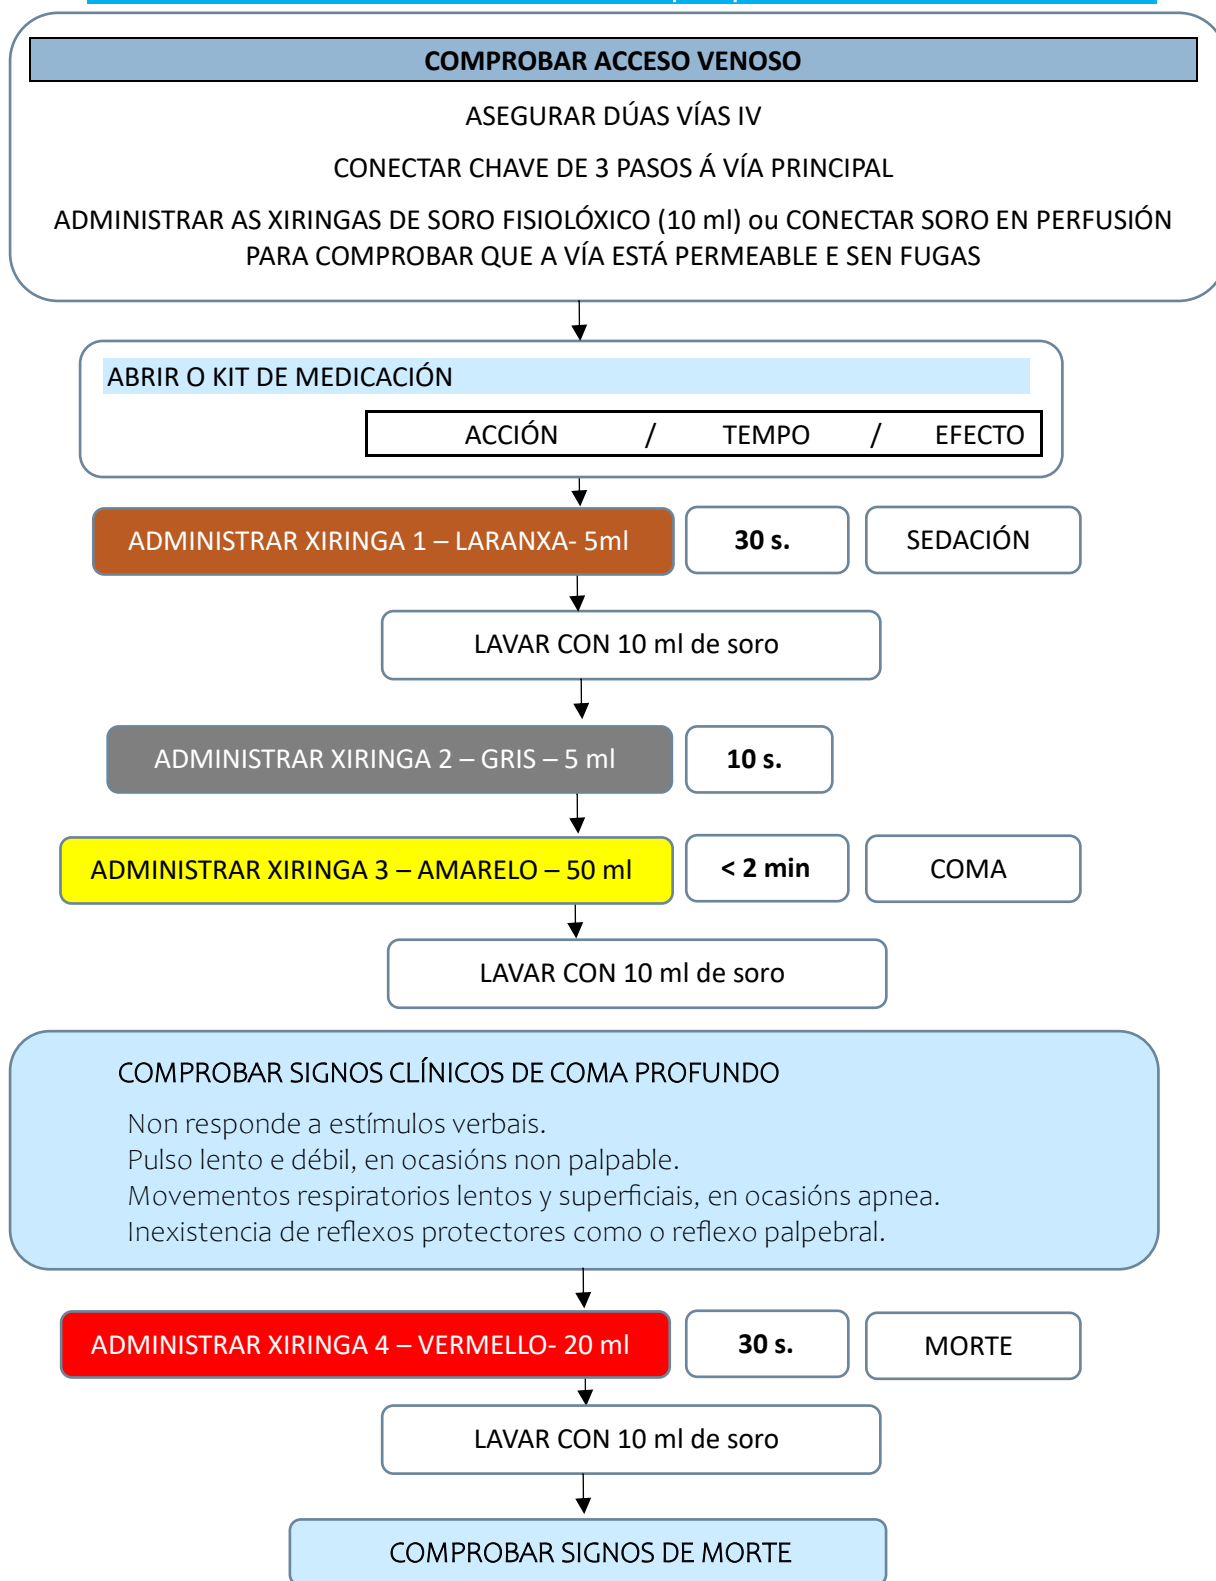 COMPROBAR ACCESO VENOSO
ASEGURAR DÚAS VÍAS IV
CONECTAR CHAVE DE 3 PASOS Á VÍA PRINCIPAL
ADMINISTRAR AS XIRINGAS DE SORO FISIOLÓXICO (10 ml) ou CONECTAR SORO EN PERFUSIÓN
PARA COMPROBAR QUE A VÍA ESTÁ PERMEABLE E SEN FUGAS
ABRIR O KIT DE MEDICACIÓN
ACCIÓN / TEMPO / EFECTO
ADMINISTRAR XIRINGA 1 – LARANXA- 5ml 30 s. SEDACIÓN
LAVAR CON 10 ml de soro
ADMINISTRAR XIRINGA 2 – GRIS – 5 ml 10 s.
ADMINISTRAR XIRINGA 3 – AMARELO – 50 ml < 2 min COMA
LAVAR CON 10 ml de soro
COMPROBAR SIGNOS CLÍNICOS DE COMA PROFUNDO
Non responde a estímulos verbais.
Pulso lento e débil, en ocasións non palpable.
Movementos respiratorios lentos y superficiais, en ocasións apnea.
Inexistencia de reflexos protectores como o reflexo palpebral.
ADMINISTRAR XIRINGA 4 – VERMELLO- 20 ml 30 s. MORTE
LAVAR CON 10 ml de soro
COMPROBAR SIGNOS DE MORTE